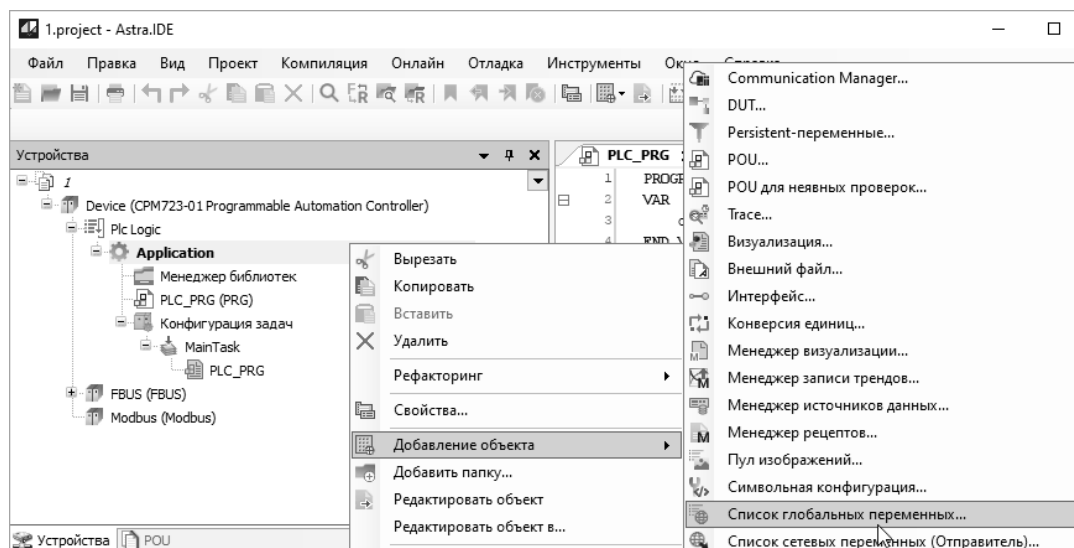 1.project - Astra.IDE
Файл Правка Вид Проект Компиляция Онлайн Отладка Инструменты
Устройства
1
Device (CPM723-01 Programmable Automation Controller)
Plc Logic
Application
Менеджер библиотек
PLC_PRG (PRG)
Конфигурация задач
MainTask
PLC_PRG
FBUS (FBUS)
Modbus (Modbus)
Устройства POU
PLC_PRG
1
2 VAR
3
4
Вырезать
Копировать
Вставить
Удалить
Рефакторинг
Свойства...
Добавление объекта
Добавить папку...
Редактировать объект
Редактировать объект в...
Communication Manager...
DUT...
Persistent-переменные...
POU...
POU для неявных проверок...
Trace...
Визуализация...
Внешний файл...
Интерфейс...
Конверсия единиц...
Менеджер визуализации...
Менеджер записи трендов...
Менеджер источников данных...
Менеджер рецептов...
Пул изображений...
Символьная конфигурация...
Список глобальных переменных...
Список сетевых переменных (Отправитель)...